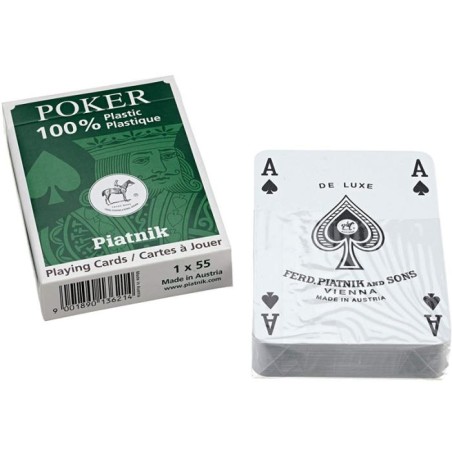 POKER
100% Plastic
Plastique
Piatnik
Playing Cards / Cartes à Jouer
1 x 55
Made in Austria
www.piatnik.com
9 001890 136214
A A
DE LUXE
FERD. PIATNIK AND SONS
VIENNA
MADE IN AUSTRIA
A A